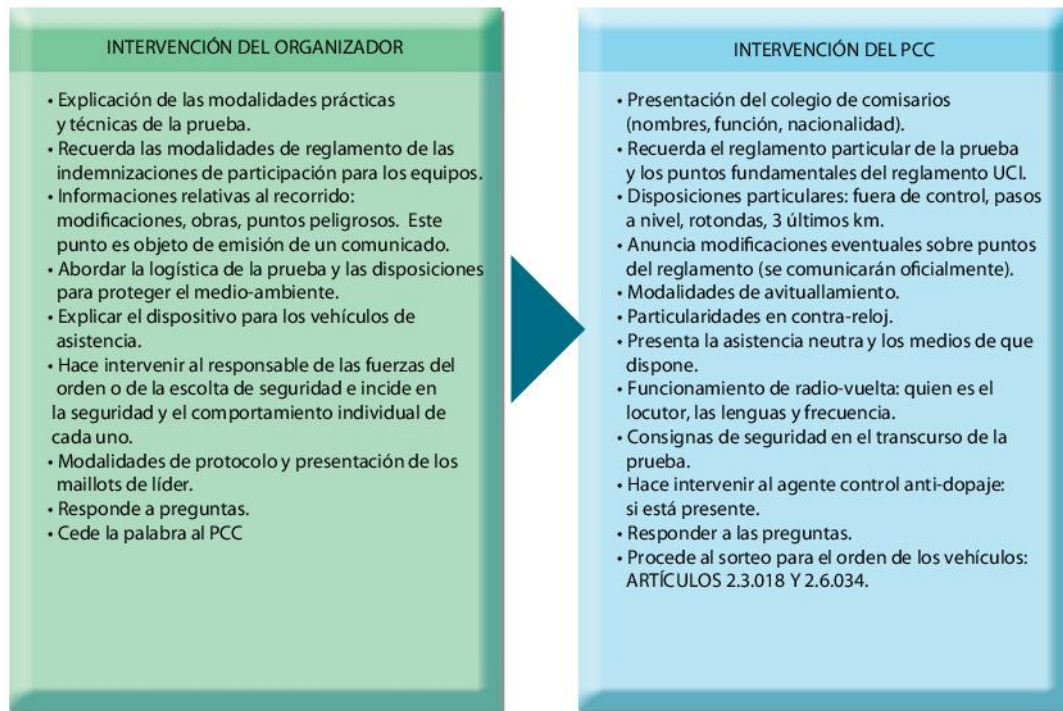 INTERVENCIÓN DEL ORGANIZADOR
• Explicación de las modalidades prácticas
y técnicas de la prueba.
• Recuerda las modalidades de reglamento de las
indemnizaciones de participación para los equipos.
• Informaciones relativas al recorrido:
modificaciones, obras, puntos peligrosos. Este
punto es objeto de emisión de un comunicado.
• Abordar la logística de la prueba y las disposiciones
para proteger el medio-ambiente.
• Explicar el dispositivo para los vehículos de
asistencia.
• Hace intervenir al responsable de las fuerzas del
orden o de la escolta de seguridad e incide en
la seguridad y el comportamiento individual de
cada uno.
• Modalidades de protocolo y presentación de los
maillots de líder.
• Responde a preguntas.
• Cede la palabra al PCC
INTERVENCIÓN DEL PCC
• Presentación del colegio de comisarios
(nombres, función, nacionalidad).
• Recuerda el reglamento particular de la prueba
y los puntos fundamentales del reglamento UCI.
• Disposiciones particulares: fuera de control, pasos
a nivel, rotondas, 3 últimos km.
• Anuncia modificaciones eventuales sobre puntos
del reglamento (se comunicarán oficialmente).
• Modalidades de avituallamiento.
• Particularidades en contra-reloj.
• Presenta la asistencia neutra y los medios de que
dispone.
• Funcionamiento de radio-vuelta: quien es el
locutor, las lenguas y frecuencia.
• Consignas de seguridad en el transcurso de la
prueba.
• Hace intervenir al agente control anti-dopaje:
si está presente.
• Responder a las preguntas.
• Procede al sorteo para el orden de los vehículos:
ARTÍCULOS 2.3.018 Y 2.6.034.